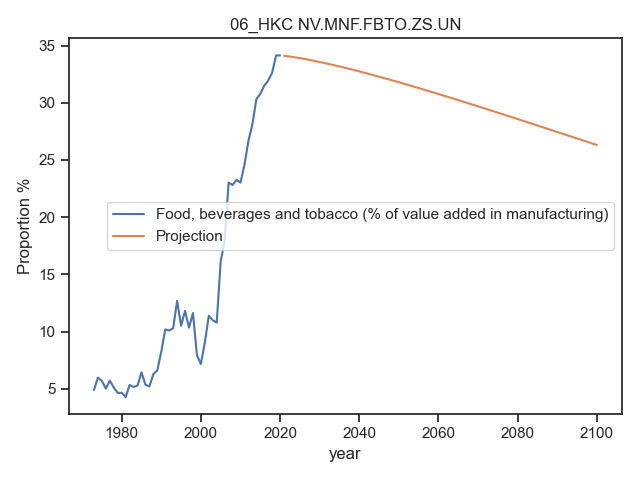 06_HKC NV.MNF.FBTO.ZS.UN
35
30
25
20
15
10
5
Proportion %
Food, beverages and tobacco (% of value added in manufacturing)
Projection
1980 2000 2020 2040 2060 2080 2100
year